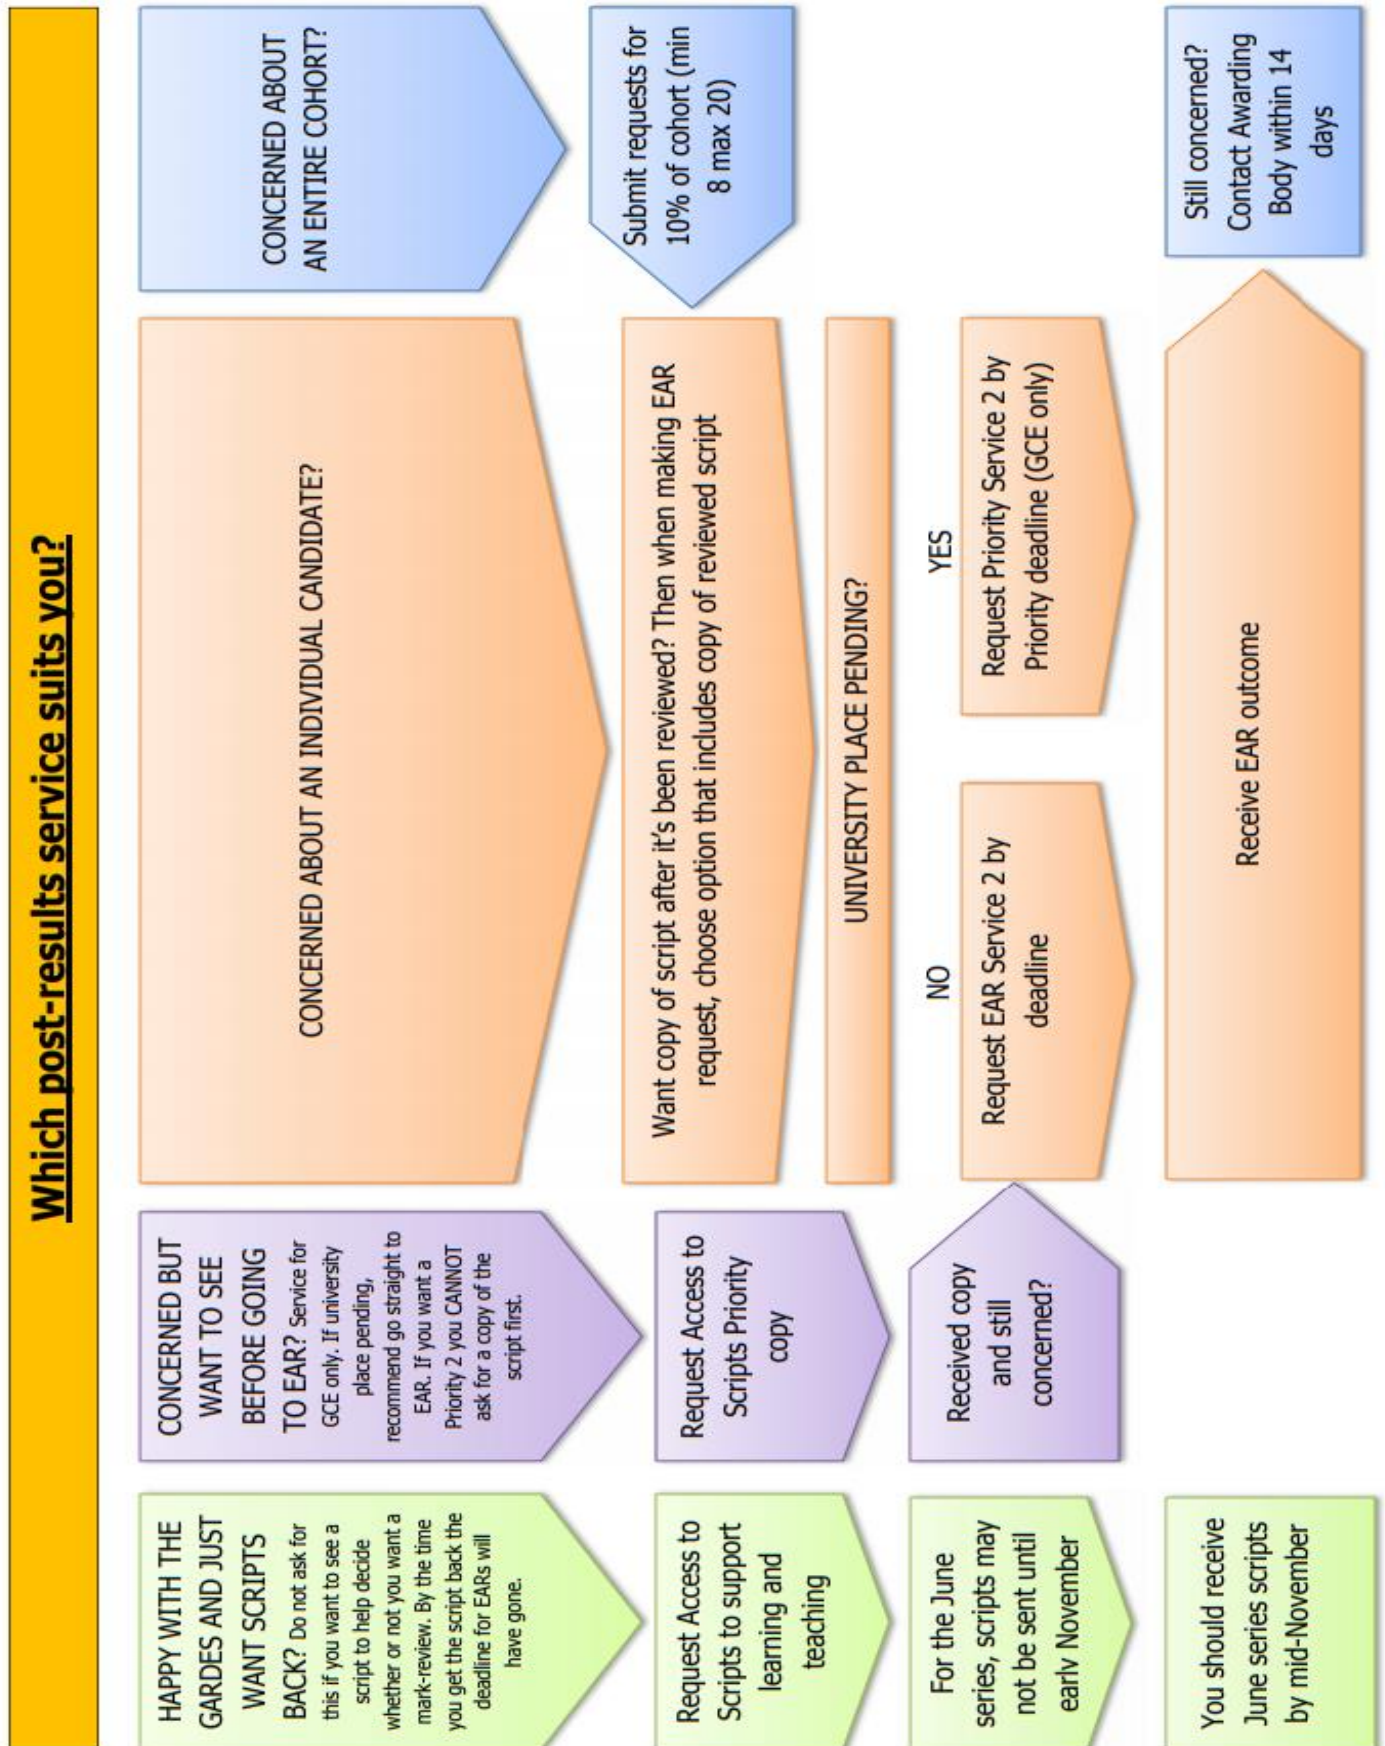 Which post-results service suits you?
HAPPY WITH THE
GARDES AND JUST
WANT SCRIPTS
BACK? Do not ask for
this if you want to see a
script to help decide
whether or not you want a
mark-review. By the time
you get the script back the
deadline for EARs will
have gone.
Request Access to
Scripts to support
learning and
teaching
For the June
series, scripts may
not be sent until
early November
You should receive
June series scripts
by mid-November
CONCERNED BUT
WANT TO SEE
BEFORE GOING
TO EAR? Service for
GCE only. If university
place pending,
recommend go straight to
EAR. If you want a
Priority 2 you CANNOT
ask for a copy of the
script first.
Request Access to
Scripts Priority
copy
Received copy
and still
concerned?
CONCERNED ABOUT AN INDIVIDUAL CANDIDATE?
Want copy of script after it's been reviewed? Then when making EAR
request, choose option that includes copy of reviewed script
UNIVERSITY PLACE PENDING?
NO
Request EAR Service 2 by
deadline
YES
Request Priority Service 2 by
Priority deadline (GCE only)
Receive EAR outcome
CONCERNED ABOUT
AN ENTIRE COHORT?
Submit requests for
10% of cohort (min
8 max 20)
Still concerned?
Contact Awarding
Body within 14
days